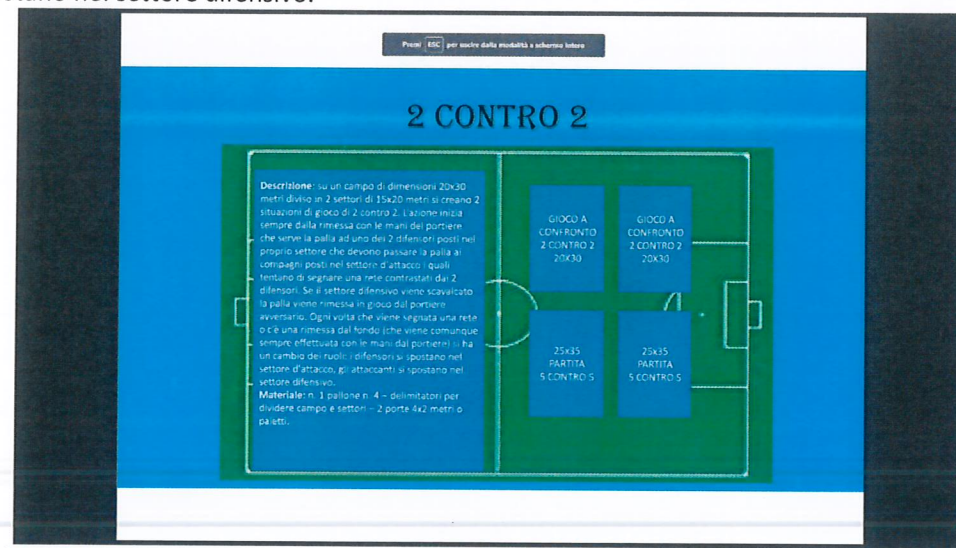 stano nel settore difensivo.
Premi ESC per uscire dalla modalità a schermo intero
2 CONTRO 2
Descrizione: su un campo di dimensioni 20x30
metri diviso in 2 settori di 15x20 metri si creano 2
situazioni di gioco di 2 contro 2. L'azione inizia
sempre dalla rimessa con le mani del portiere
che serve la palla ad uno dei 2 difensori posti nel
proprio settore che devono passare la palla ai
compagni posti nel settore d'attacco i quali
tentano di segnare una rete contrastati dai 2
difensori. Se il settore difensivo viene scavalcato
la palla viene rimessa in gioco dal portiere
avversario. Ogni volta che viene segnata una rete
o c'è una rimessa dal fondo (che viene comunque
sempre effettuata con le mani dal portiere) si ha
un cambio dei ruoli: i difensori si spostano nel
settore d'attacco, gli attaccanti si spostano nel
settore difensivo.
Materiale: n. 1 pallone n. 4 – delimitatori per
dividere campo e settori – 2 porte 4x2 metri o
paletti.
GIOCO A
CONFRONTO
2 CONTRO 2
20X30
GIOCO A
CONFRONTO
2 CONTRO 2
20X30
25x35
PARTITA
5 CONTRO 5
25x35
PARTITA
5 CONTRO 5